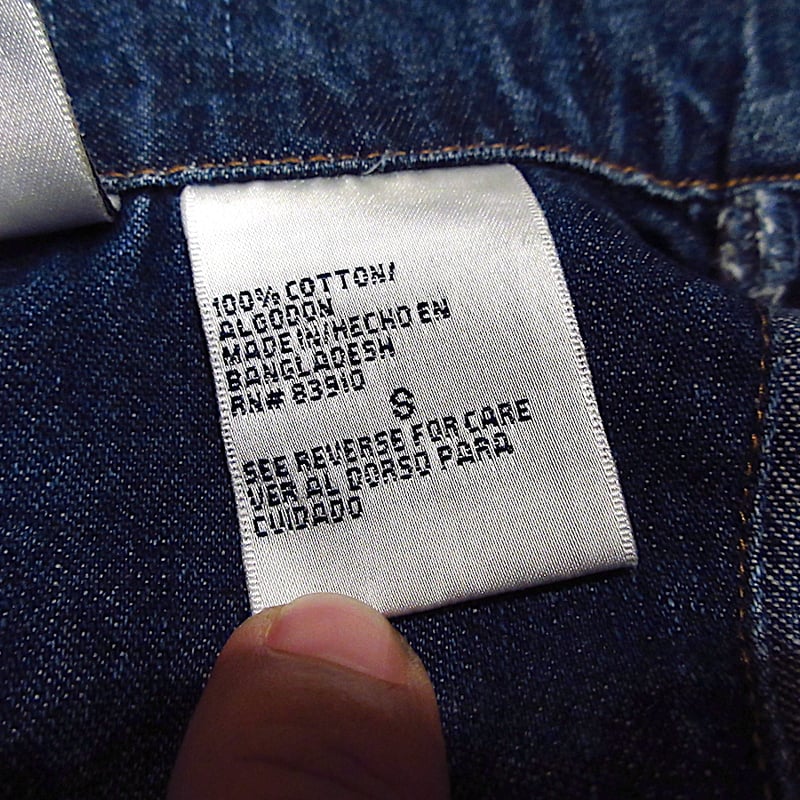 100% COTTON/
ALGODON
MADE IN/HECHO EN
BANGLADESH
RN# 83910
S
SEE REVERSE FOR CARE
VER AL DORSO PARA
CUIDADO